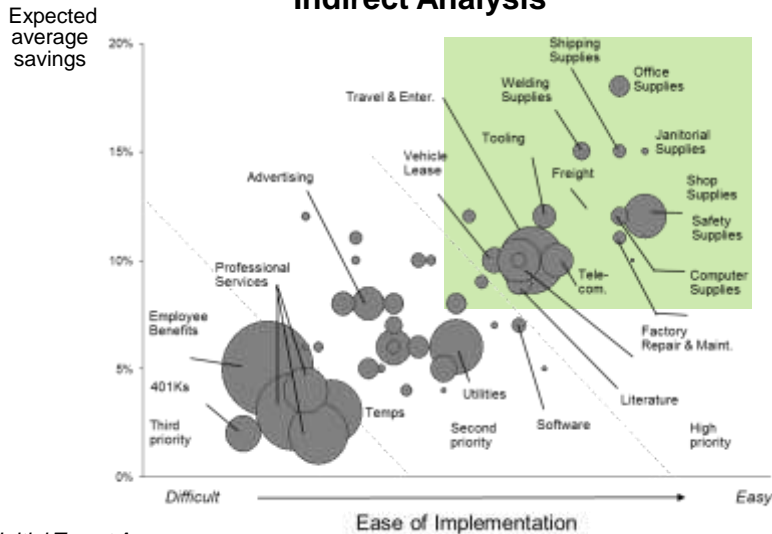 Indirect Analysis
Expected
average
savings
20%
15%
10%
5%
0%
Shipping
Supplies
Office
Supplies
Welding
Supplies
Travel & Enter.
Tooling
Janitorial
Supplies
Vehicle
Lease
Freight
Advertising
Shop
Supplies
Safety
Supplies
Professional
Services
Tele-
com.
Computer
Supplies
Employee
Benefits
Factory
Repair & Maint.
401Ks
Utilities
Literature
Temps
Third
priority
Second
priority
Software
High
priority
Difficult
Easy
Ease of Implementation